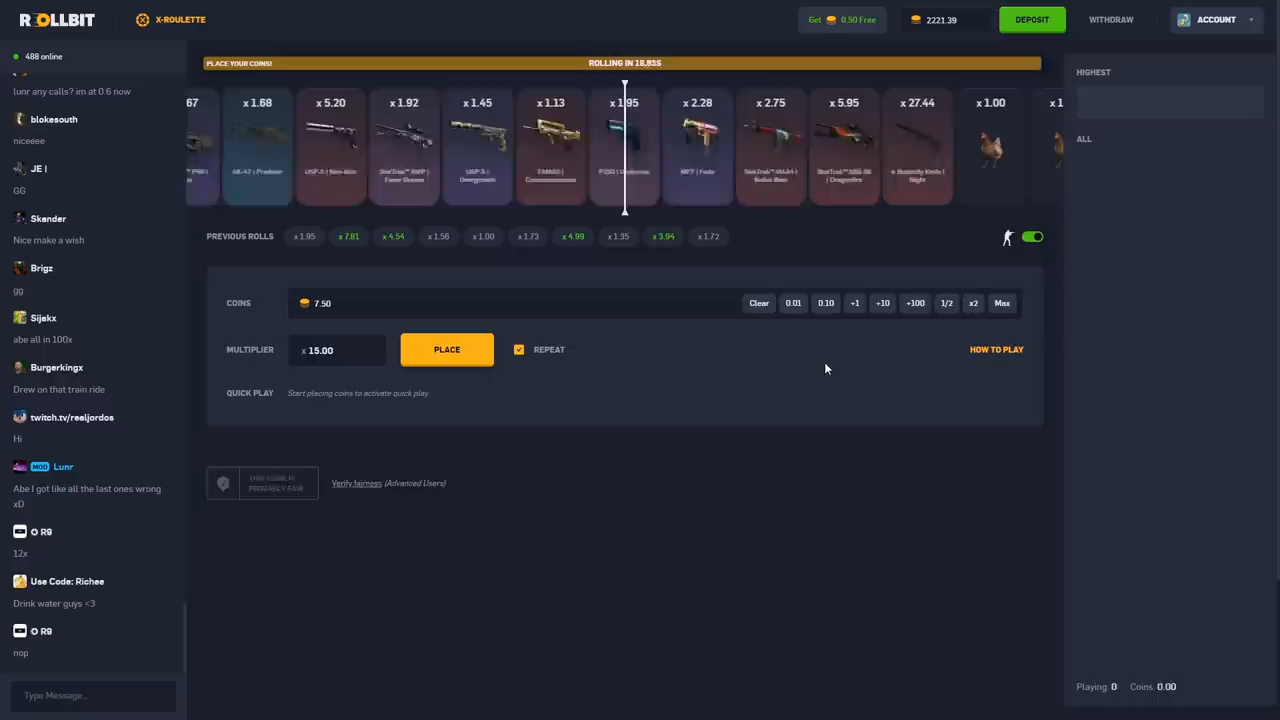 ROLLBIT
X-ROULETTE
Get 0.50 Free
2221.39
DEPOSIT
WITHDRAW
ACCOUNT
488 online
lunr any calls? im at 0.6 now
blokesouth
niceeee
JE |
GG
Skander
Nice make a wish
Brigz
gg
Sijakx
abe all in 100x
Burgerkingx
Drew on that train ride
twitch.tv/realjordos
Hi
MOD Lunr
Abe I got like all the last ones wrong
xD
R9
12x
Use Code: Richee
Drink water guys <3
R9
nop
Type Message...
PLACE YOUR COINS!
ROLLING IN
67
x 1.68
x 5.20
x 1.92
x 1.45
x 1.13
x 1.95
x 2.28
x 2.75
x 5.95
x 27.44
x 1.00
x 1
PREVIOUS ROLLS
x 1.95
x 7.81
x 4.54
x 1.56
x 1.00
x 1.73
x 4.99
x 1.35
x 3.94
x 1.72
COINS
7.50
Clear
0.01
0.10
+1
+10
+100
1/2
x2
Max
MULTIPLIER
x 15.00
PLACE
REPEAT
HOW TO PLAY
QUICK PLAY
Start placing coins to activate quick play
PROVABLY FAIR
Verify fairness (Advanced Users)
HIGHEST
ALL
Playing: 0
Coins: 0.00